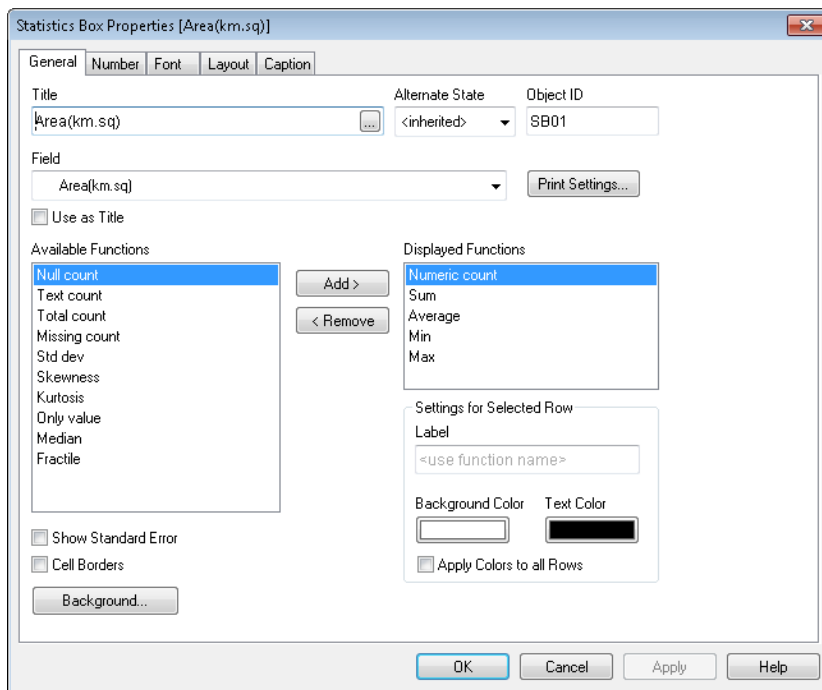 Statistics Box Properties [Area(km.sq)]
General Number Font Layout Caption
Title Alternate State Object ID
Area(km.sq) ... <inherited> SB01
Field
Area(km.sq) Print Settings...
Use as Title
Available Functions Displayed Functions
Null count Add > Numeric count
Text count Sum
Total count < Remove Average
Missing count Min
Std dev Max
Skewness
Kurtosis Settings for Selected Row
Only value Label
Median
Fractile <use function name>
Background Color Text Color
Show Standard Error
Cell Borders Apply Colors to all Rows
Background...
OK Cancel Apply Help